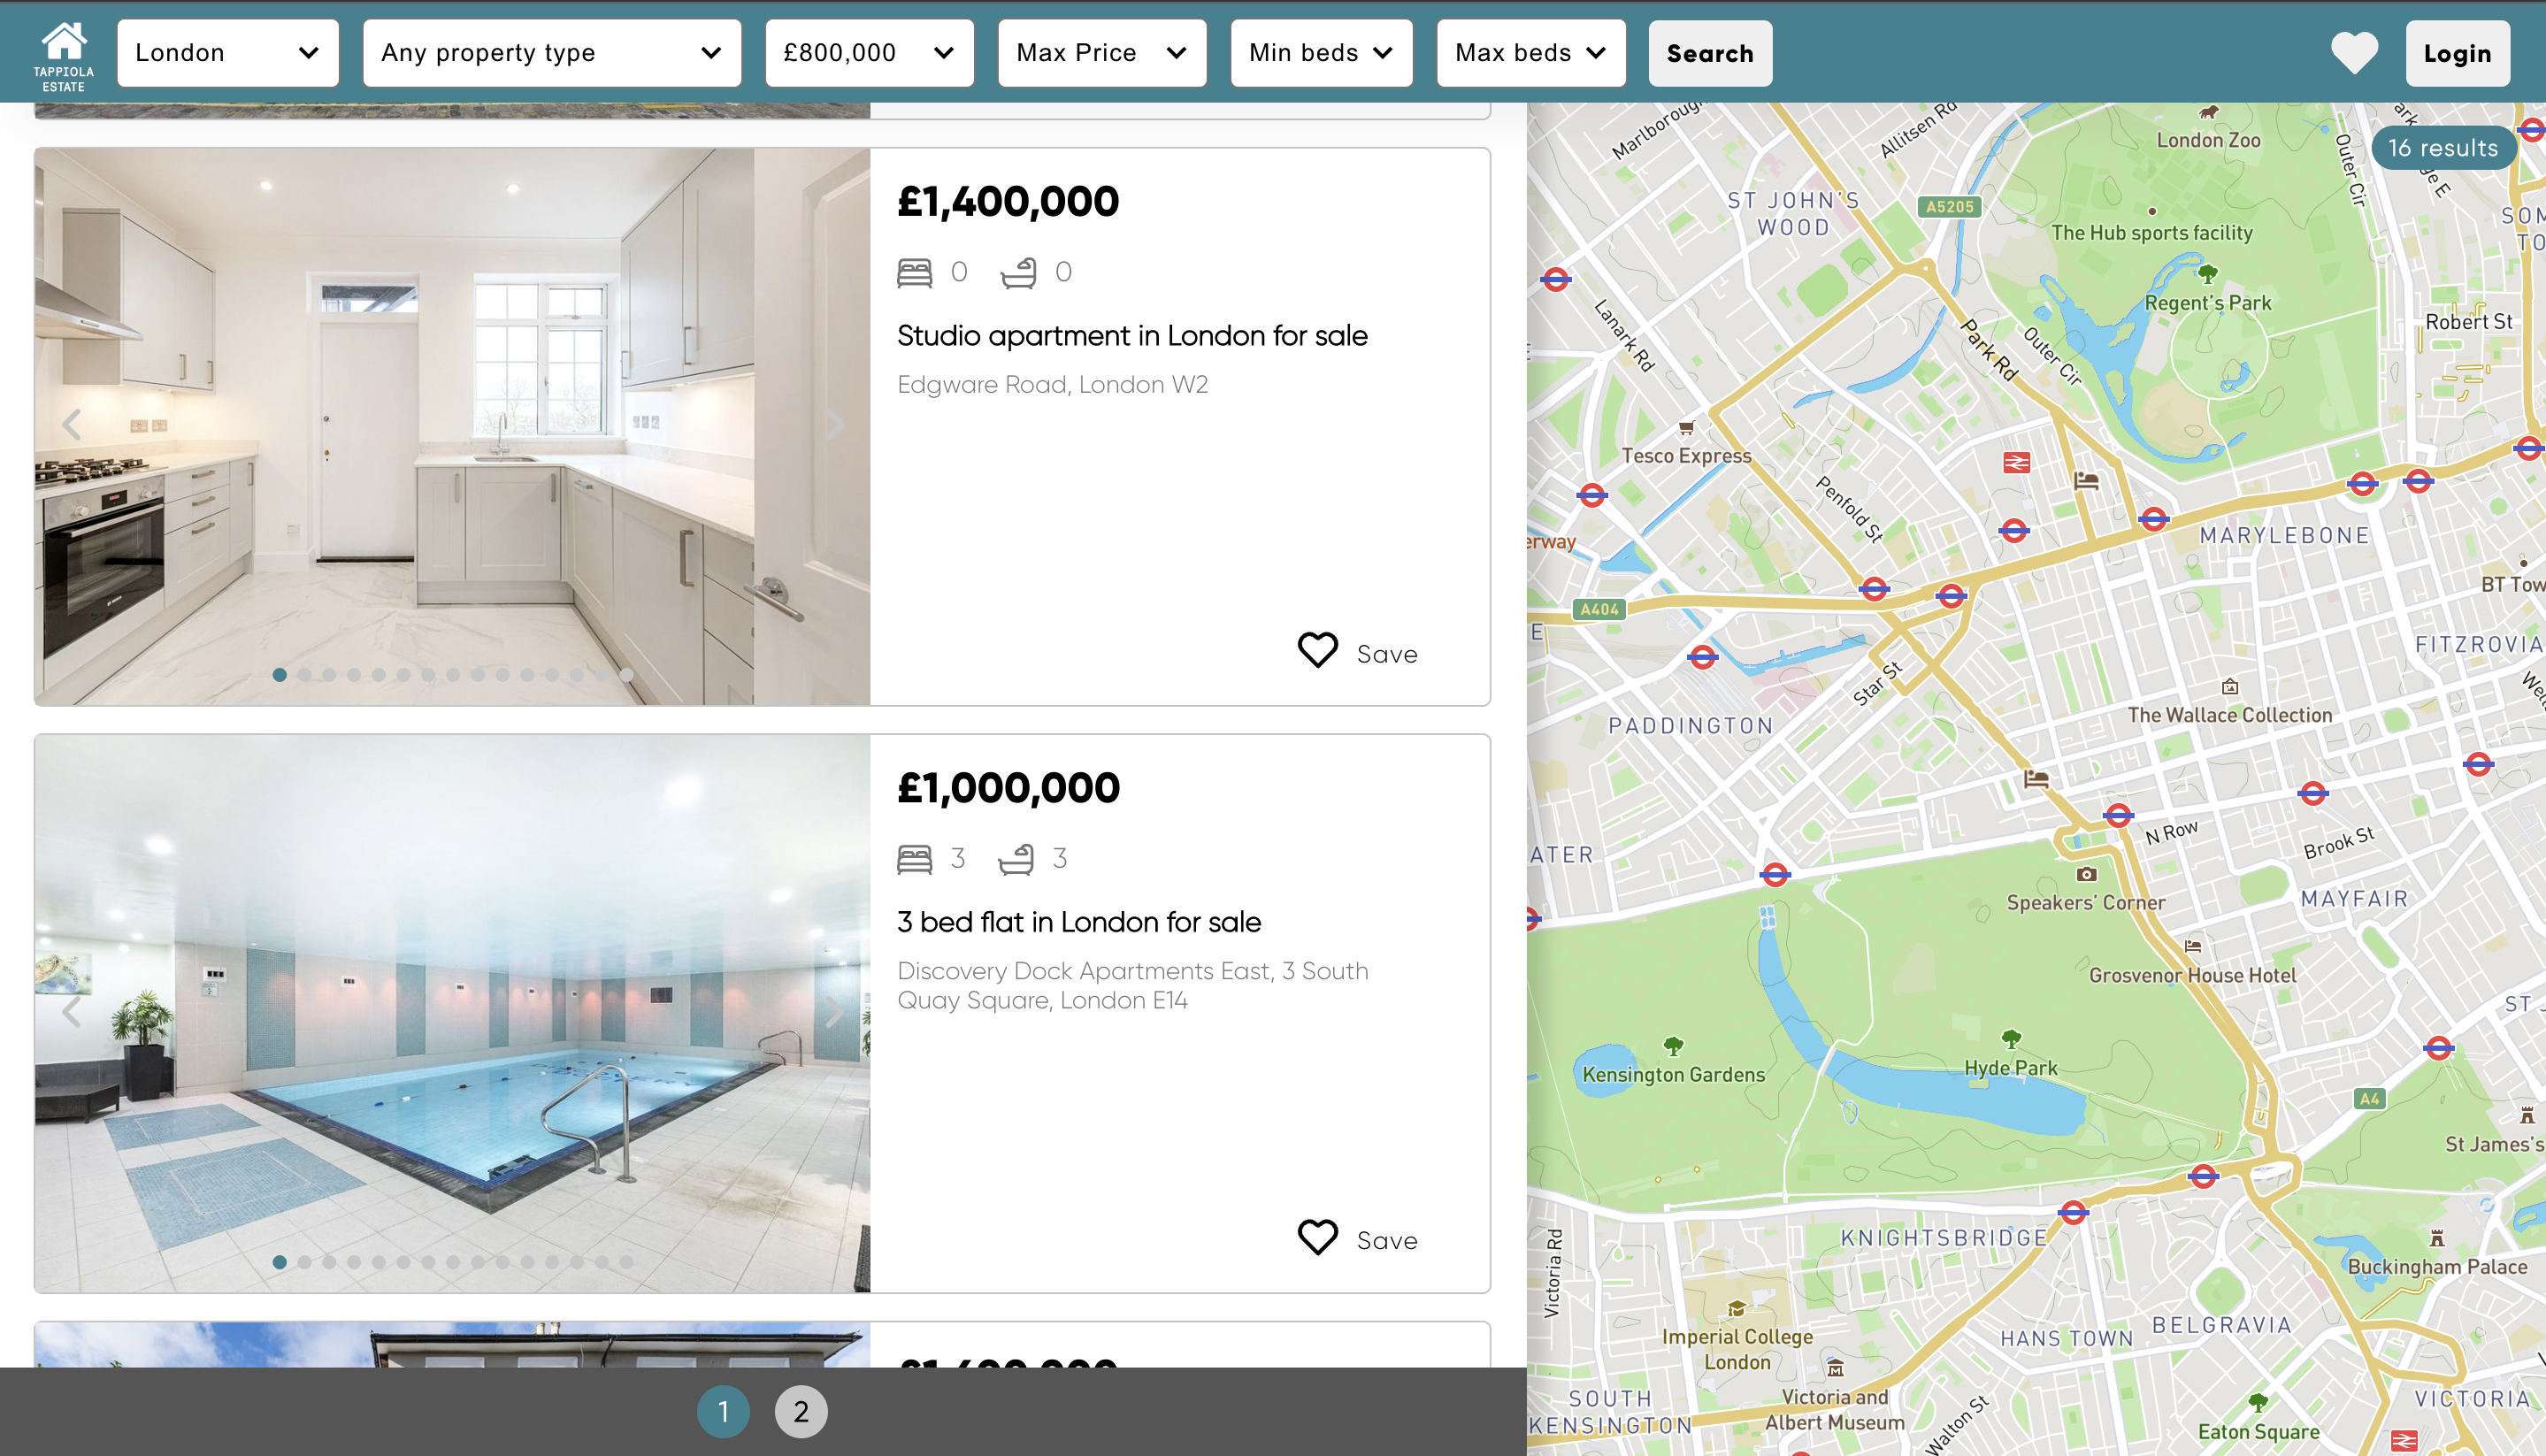 TAPPIOLA
ESTATE
London
Any property type
£800,000
Max Price
Min beds
Max beds
Search
Login
£1,400,000
0 0
Studio apartment in London for sale
Edgware Road, London W2
Save
£1,000,000
3 3
3 bed flat in London for sale
Discovery Dock Apartments East, 3 South
Quay Square, London E14
Save
1 2
16 results
Allitsen Rd
London Zoo
Outer Cir
ST JOHN'S
WOOD
A5205
The Hub sports facility
Regent's Park
Robert St
Lanark Rd
Park Rd
Outer Cir
Tesco Express
Penfold St
MARYLEBONE
BT Tow
A404
FITZROVIA
Star St
PADDINGTON
The Wallace Collection
N Row
Brook St
ATER
Speakers' Corner
MAYFAIR
Grosvenor House Hotel
ST J
Kensington Gardens
Hyde Park
A4
St James's
Victoria Rd
KNIGHTSBRIDGE
Buckingham Palace
Imperial College
London
HANS TOWN
BELGRAVIA
SOUTH
KENSINGTON
Victoria and
Albert Museum
Walton St
VICTORIA
Eaton Square